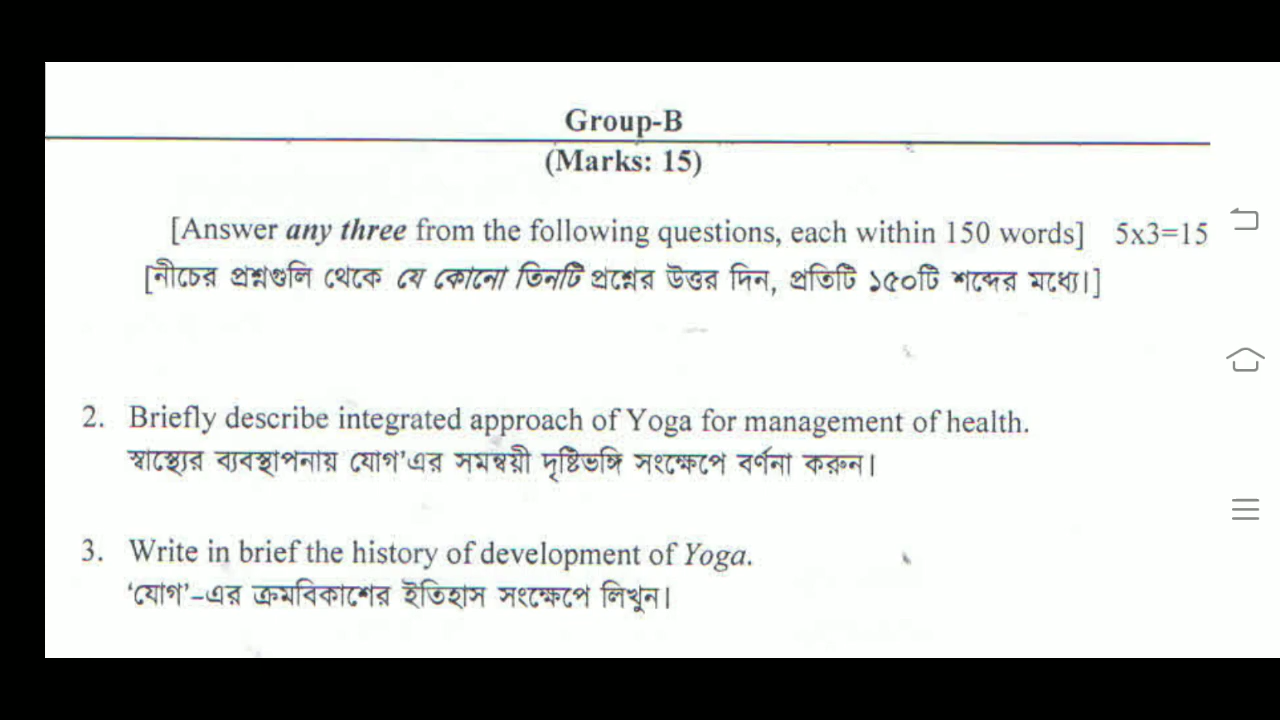 Group-B
(Marks: 15)
[Answer any three from the following questions, each within 150 words] 5x3=15
[নীচের প্রশ্নগুলি থেকে যে কোনো তিনটি প্রশ্নের উত্তর দিন, প্রতিটি ১৫০টি শব্দের মধ্যে।]
2. Briefly describe integrated approach of Yoga for management of health.
স্বাস্থ্যের ব্যবস্থাপনায় যোগ'এর সমন্বয়ী দৃষ্টিভঙ্গি সংক্ষেপে বর্ণনা করুন।
3. Write in brief the history of development of Yoga.
'যোগ'-এর ক্রমবিকাশের ইতিহাস সংক্ষেপে লিখুন।